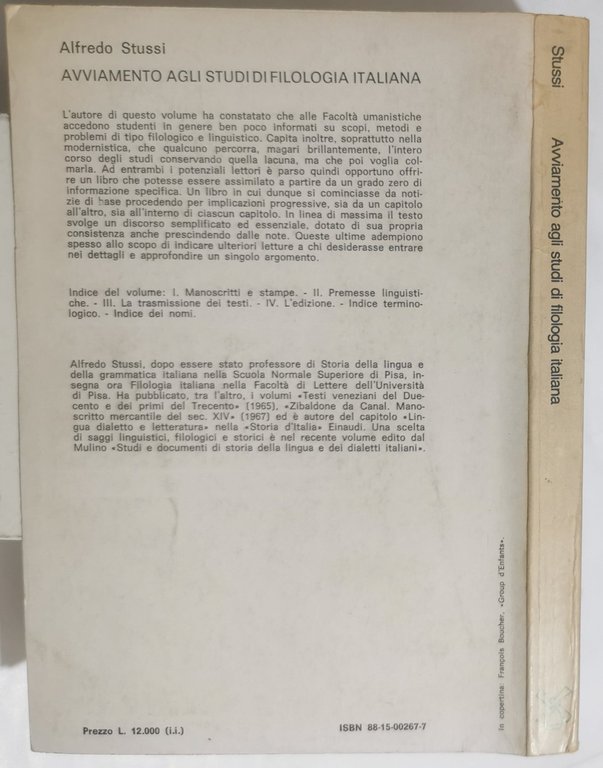 Alfredo Stussi
AVVIAMENTO AGLI STUDI DI FILOLOGIA ITALIANA
L'autore di questo volume ha constatato che alle Facoltà umanistiche
accedono studenti in genere ben poco informati su scopi, metodi e
problemi di tipo filologico e linguistico. Capita inoltre, soprattutto nella
modernistica, che qualcuno percorra, magari brillantemente, l'intero
corso degli studi conservando quella lacuna, ma che poi voglia col-
marla. Ad entrambi i potenziali lettori è parso quindi opportuno offri-
re un libro che potesse essere assimilato a partire da un grado zero di
informazione specifica. Un libro in cui dunque si cominciasse da noti-
zie di base procedendo per implicazioni progressive, sia da un capitolo
all'altro, sia all'interno di ciascun capitolo. In linea di massima il testo
svolge un discorso semplificato ed essenziale, dotato di sua propria
consistenza anche prescindendo dalle note. Queste ultime adempiono
spesso allo scopo di indicare ulteriori letture a chi desiderasse entrare
nei dettagli e approfondire un singolo argomento.
Indice del volume: I. Manoscritti e stampe. - II. Premesse linguisti-
che. - III. La trasmissione dei testi. - IV. L'edizione. - Indice termino-
logico. - Indice dei nomi.
Alfredo Stussi, dopo essere stato professore di Storia della lingua e
della grammatica italiana nella Scuola Normale Superiore di Pisa, in-
segna ora Filologia italiana nella Facoltà di Lettere dell'Università
di Pisa. Ha pubblicato, tra l'altro, i volumi «Testi veneziani del Due-
cento e dei primi del Trecento» (1965), «Zibaldone da Canal. Mano-
scritto mercantile del sec. XIV» (1967) ed è autore del capitolo «Lin-
gua dialetto e letteratura» nella «Storia d'Italia» Einaudi. Una scelta
di saggi linguistici, filologici e storici è nel recente volume edito dal
Mulino «Studi e documenti di storia della lingua e dei dialetti italiani».
Prezzo L. 12.000 (i.i.)
ISBN 88-15-00267-7
In copertina: François Boucher, «Group d'Enfants».
Stussi Avviamento agli studi di filologia italiana